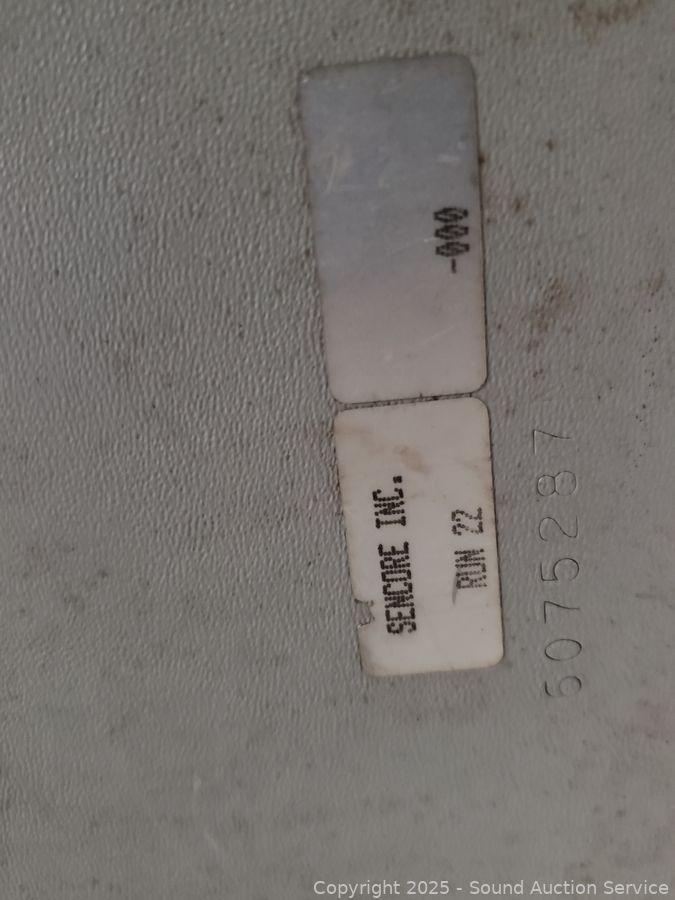 SENCORE INC.
RUN 22
-000
6075287
Copyright © 2025 - Sound Auction Service